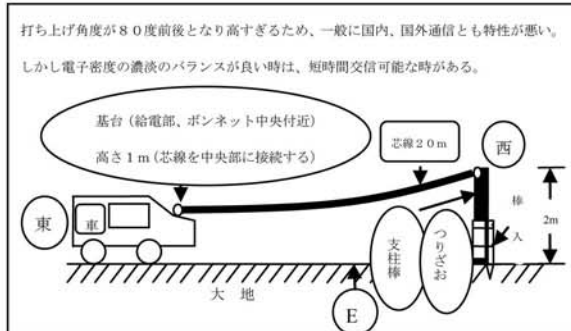 打ち上げ角度が８０度前後となり高すぎるため、一般に国内、国外通信とも特性が悪い。
しかし電子密度の濃淡のバランスが良い時は、短時間交信可能な時がある。
基台（給電部、ボンネット中央付近）
高さ１ｍ（芯線を中央部に接続する）
芯線２０ｍ
西
東
車
棒
入
2m
支柱棒
つりざお
大 地
E